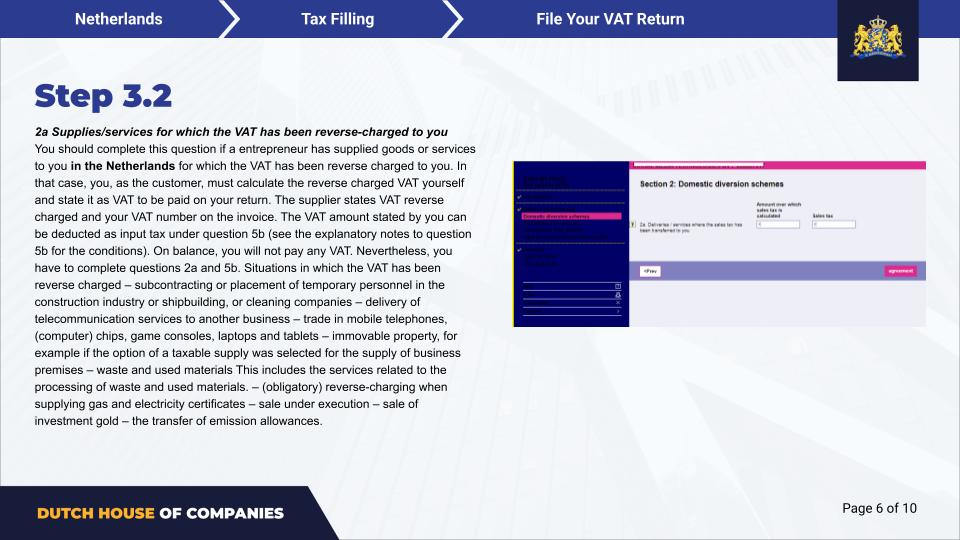 Netherlands
Tax Filling
File Your VAT Return
Step 3.2
2a Supplies/services for which the VAT has been reverse-charged to you
You should complete this question if a entrepreneur has supplied goods or services
to you in the Netherlands for which the VAT has been reverse charged to you. In
that case, you, as the customer, must calculate the reverse charged VAT yourself
and state it as VAT to be paid on your return. The supplier states VAT reverse
charged and your VAT number on the invoice. The VAT amount stated by you can
be deducted as input tax under question 5b (see the explanatory notes to question
5b for the conditions). On balance, you will not pay any VAT. Nevertheless, you
have to complete questions 2a and 5b. Situations in which the VAT has been
reverse charged – subcontracting or placement of temporary personnel in the
construction industry or shipbuilding, or cleaning companies – delivery of
telecommunication services to another business – trade in mobile telephones,
(computer) chips, game consoles, laptops and tablets – immovable property, for
example if the option of a taxable supply was selected for the supply of business
premises – waste and used materials This includes the services related to the
processing of waste and used materials. – (obligatory) reverse-charging when
supplying gas and electricity certificates – sale under execution – sale of
investment gold – the transfer of emission allowances.
Domestic diversion schemes
Section 2: Domestic diversion schemes
Amount over which
sales tax is
calculated
Sales tax
2a. Deliveries / services where the sales tax has
been transferred to you
€
€
<Prev
agreement
DUTCH HOUSE OF COMPANIES
Page 6 of 10